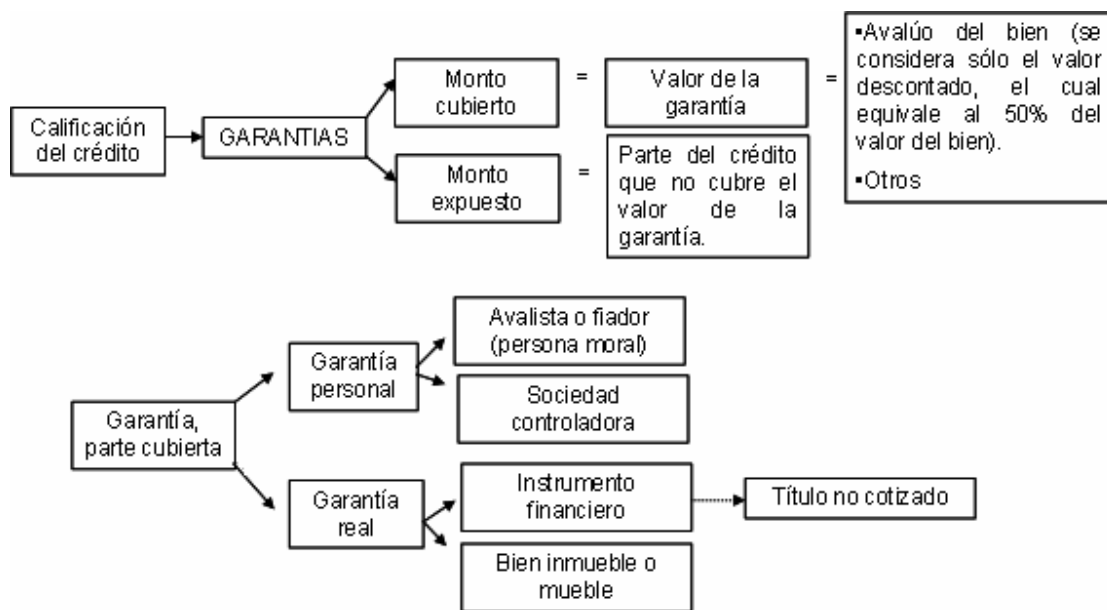 Calificación
del crédito
GARANTIAS
Monto
cubierto
=
Valor de la
garantía
=
▪Avalúo del bien (se
considera sólo el valor
descontado, el cual
equivale al 50% del
valor del bien).
▪Otros
Monto
expuesto
=
Parte del crédito
que no cubre el
valor de la
garantía.
Garantía,
parte cubierta
Garantía
personal
Avalista o fiador
(persona moral)
Sociedad
controladora
Garantía
real
Instrumento
financiero
Título no cotizado
Bien inmueble o
mueble